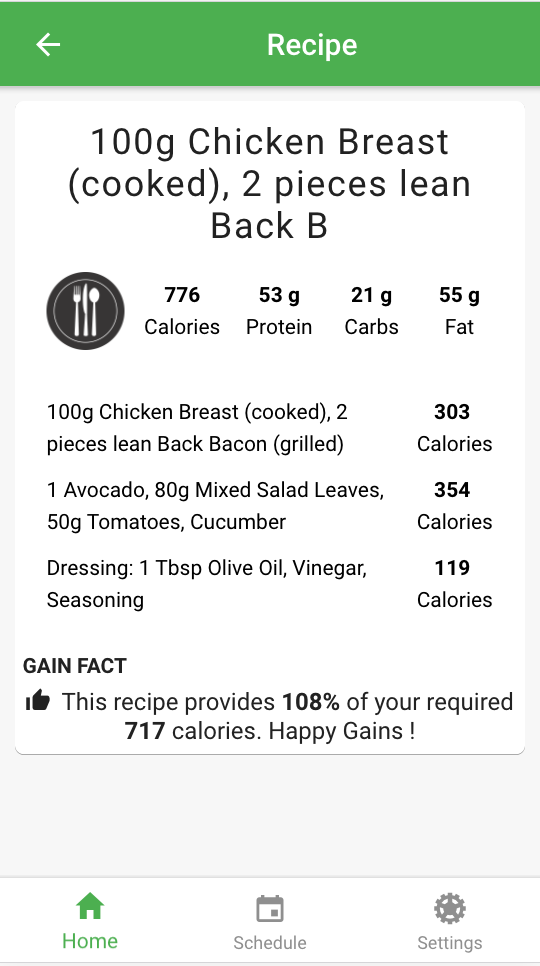 Recipe
100g Chicken Breast
(cooked), 2 pieces lean
Back B
776 53 g 21 g 55 g
Calories Protein Carbs Fat
100g Chicken Breast (cooked), 2 303
pieces lean Back Bacon (grilled) Calories
1 Avocado, 80g Mixed Salad Leaves, 354
50g Tomatoes, Cucumber Calories
Dressing: 1 Tbsp Olive Oil, Vinegar, 119
Seasoning Calories
GAIN FACT
This recipe provides 108% of your required
717 calories. Happy Gains !
Home Schedule Settings